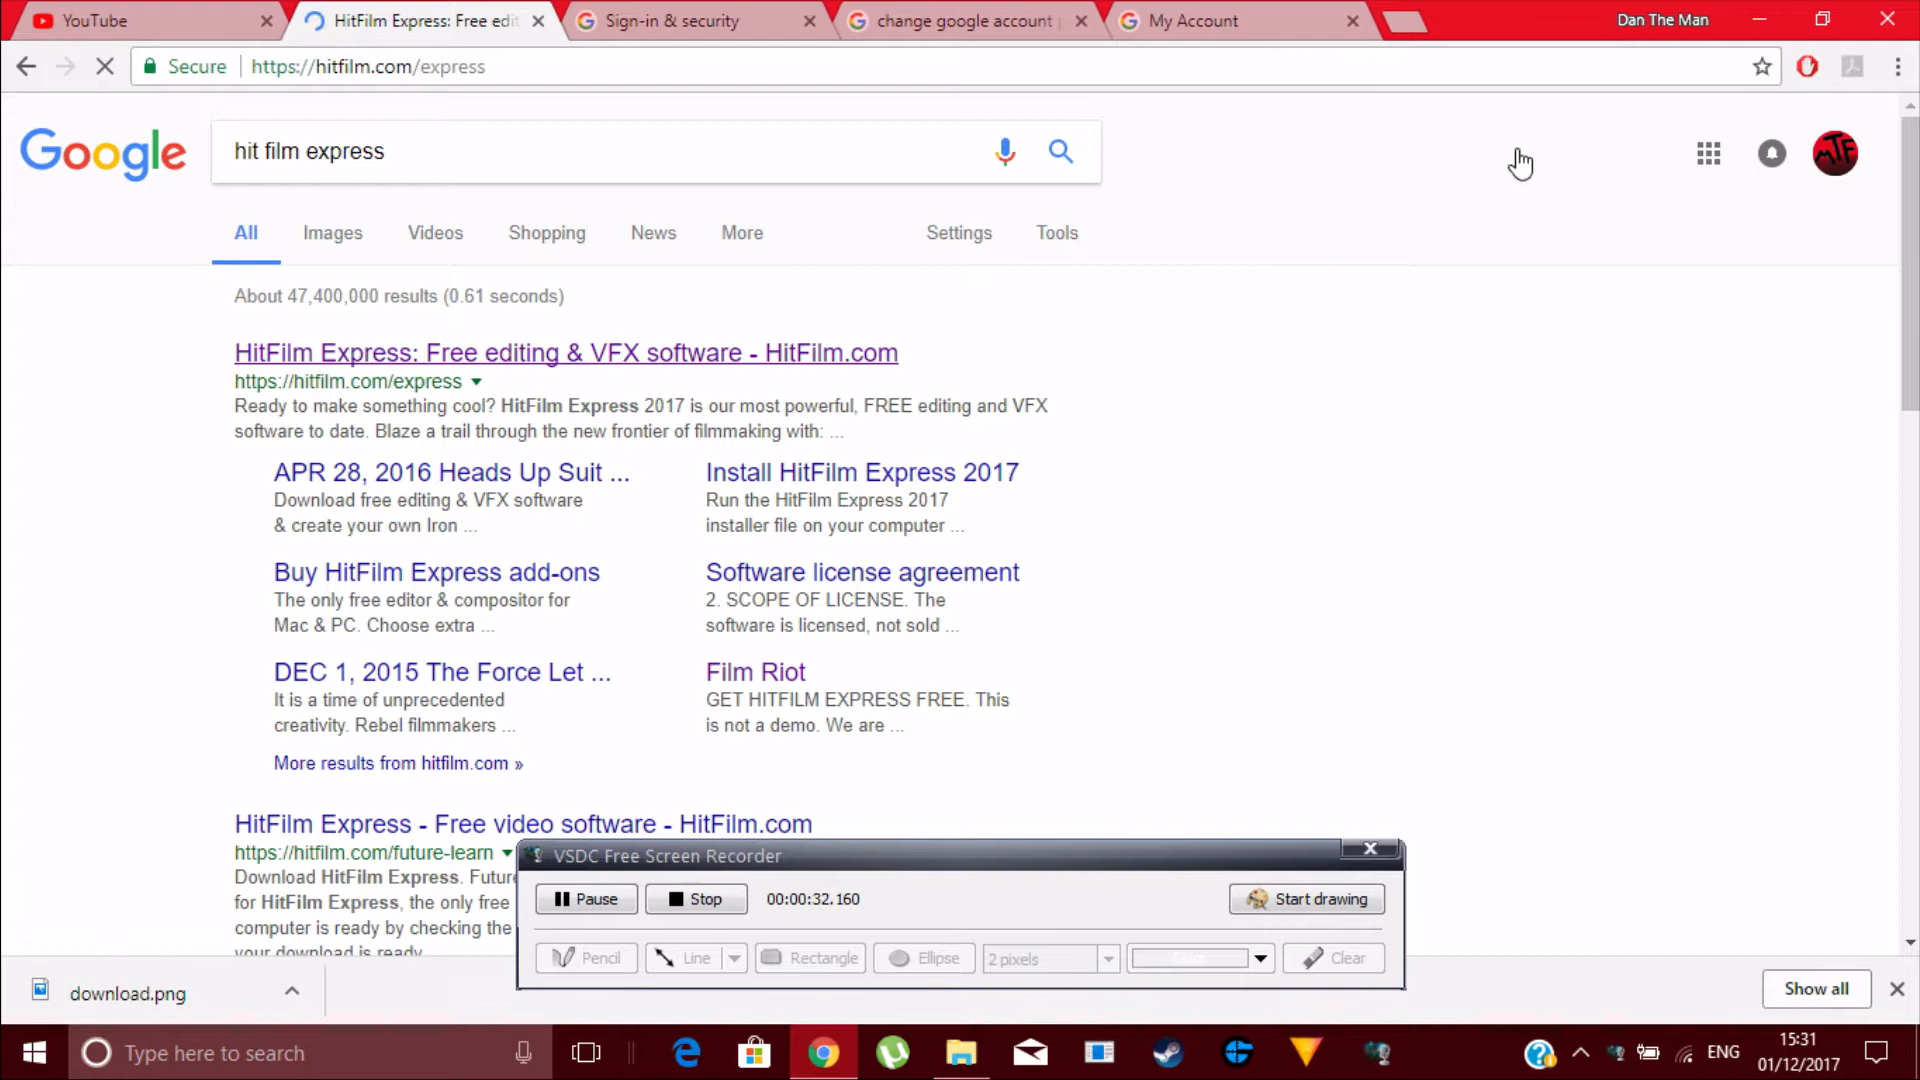 YouTube
HitFilm Express: Free edit
Sign-in & security
change google account
My Account
Dan The Man
Secure
https://hitfilm.com/express
Google
hit film express
All
Images
Videos
Shopping
News
More
Settings
Tools
About 47,400,000 results (0.61 seconds)
HitFilm Express: Free editing & VFX software - HitFilm.com
https://hitfilm.com/express
Ready to make something cool? HitFilm Express 2017 is our most powerful, FREE editing and VFX
software to date. Blaze a trail through the new frontier of filmmaking with: ...
APR 28, 2016 Heads Up Suit ...
Download free editing & VFX software
& create your own Iron ...
Install HitFilm Express 2017
Run the HitFilm Express 2017
installer file on your computer ...
Buy HitFilm Express add-ons
The only free editor & compositor for
Mac & PC. Choose extra ...
Software license agreement
2. SCOPE OF LICENSE. The
software is licensed, not sold ...
DEC 1, 2015 The Force Let ...
It is a time of unprecedented
creativity. Rebel filmmakers ...
Film Riot
GET HITFILM EXPRESS FREE. This
is not a demo. We are ...
More results from hitfilm.com »
HitFilm Express - Free video software - HitFilm.com
https://hitfilm.com/future-learn
Download HitFilm Express. Futur
for HitFilm Express, the only free
computer is ready by checking the
your download is ready
VSDC Free Screen Recorder
Pause
Stop
00:00:32.160
Start drawing
Pencil
Line
Rectangle
Ellipse
2 pixels
Clear
download.png
Show all
Type here to search
ENG
15:31
01/12/2017
MTF